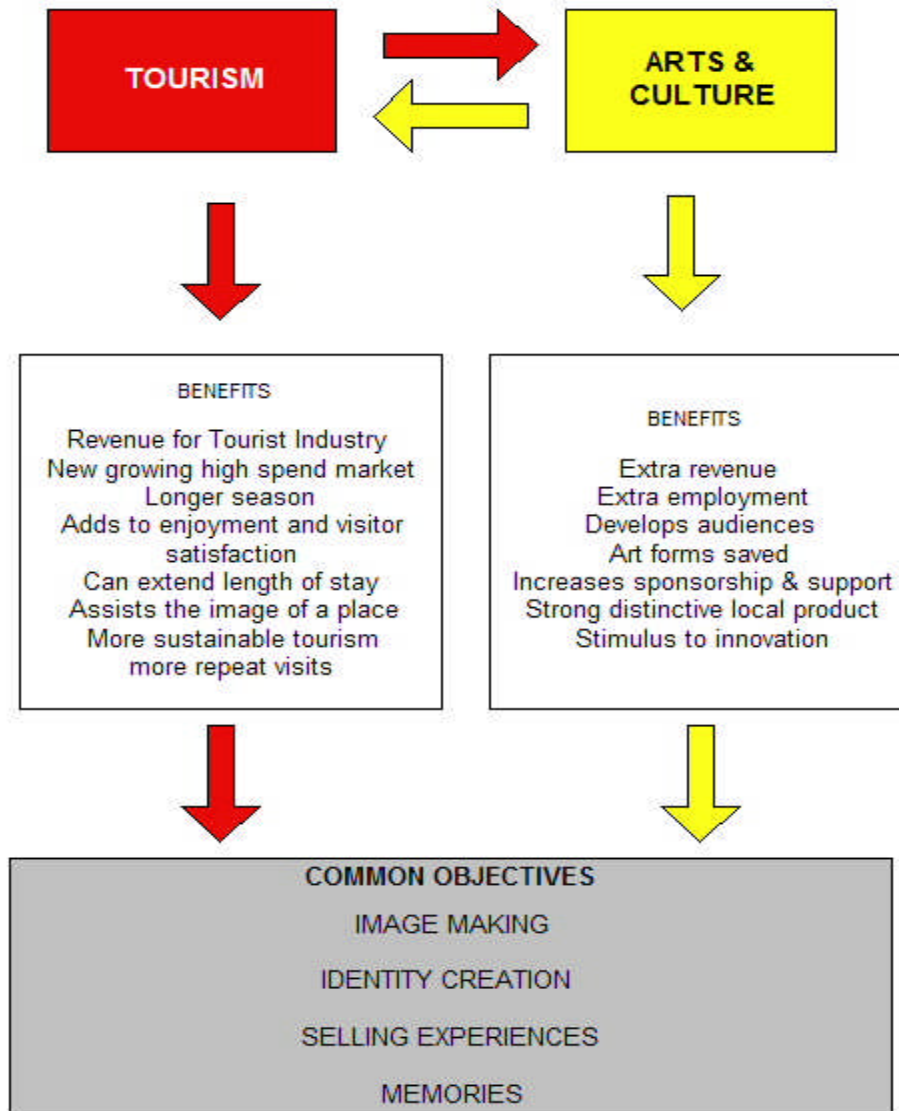 TOURISM
ARTS &
CULTURE
BENEFITS
Revenue for Tourist Industry
New growing high spend market
Longer season
Adds to enjoyment and visitor
satisfaction
Can extend length of stay
Assists the image of a place
More sustainable tourism
more repeat visits
BENEFITS
Extra revenue
Extra employment
Develops audiences
Art forms saved
Increases sponsorship & support
Strong distinctive local product
Stimulus to innovation
COMMON OBJECTIVES
IMAGE MAKING
IDENTITY CREATION
SELLING EXPERIENCES
MEMORIES